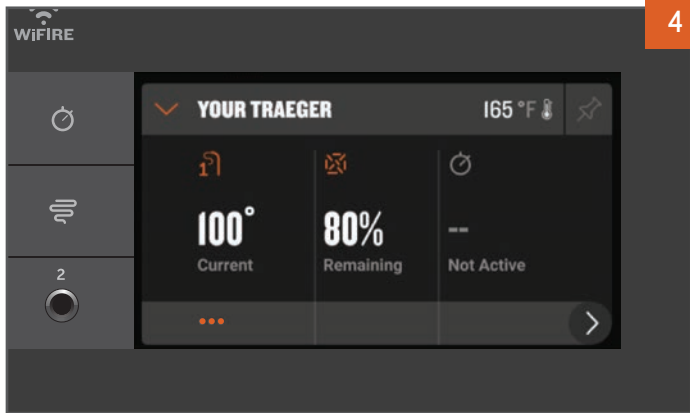 4
WiFIRE
YOUR TRAEGER 165 °F
1
100° 80% --
Current Remaining Not Active
2
•••